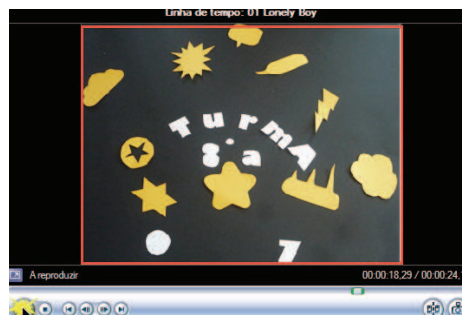 Linha de tempo: 01 Lonely Boy
TurmA
8.a
7
A reproduzir
00:00:18,29 / 00:00:24,